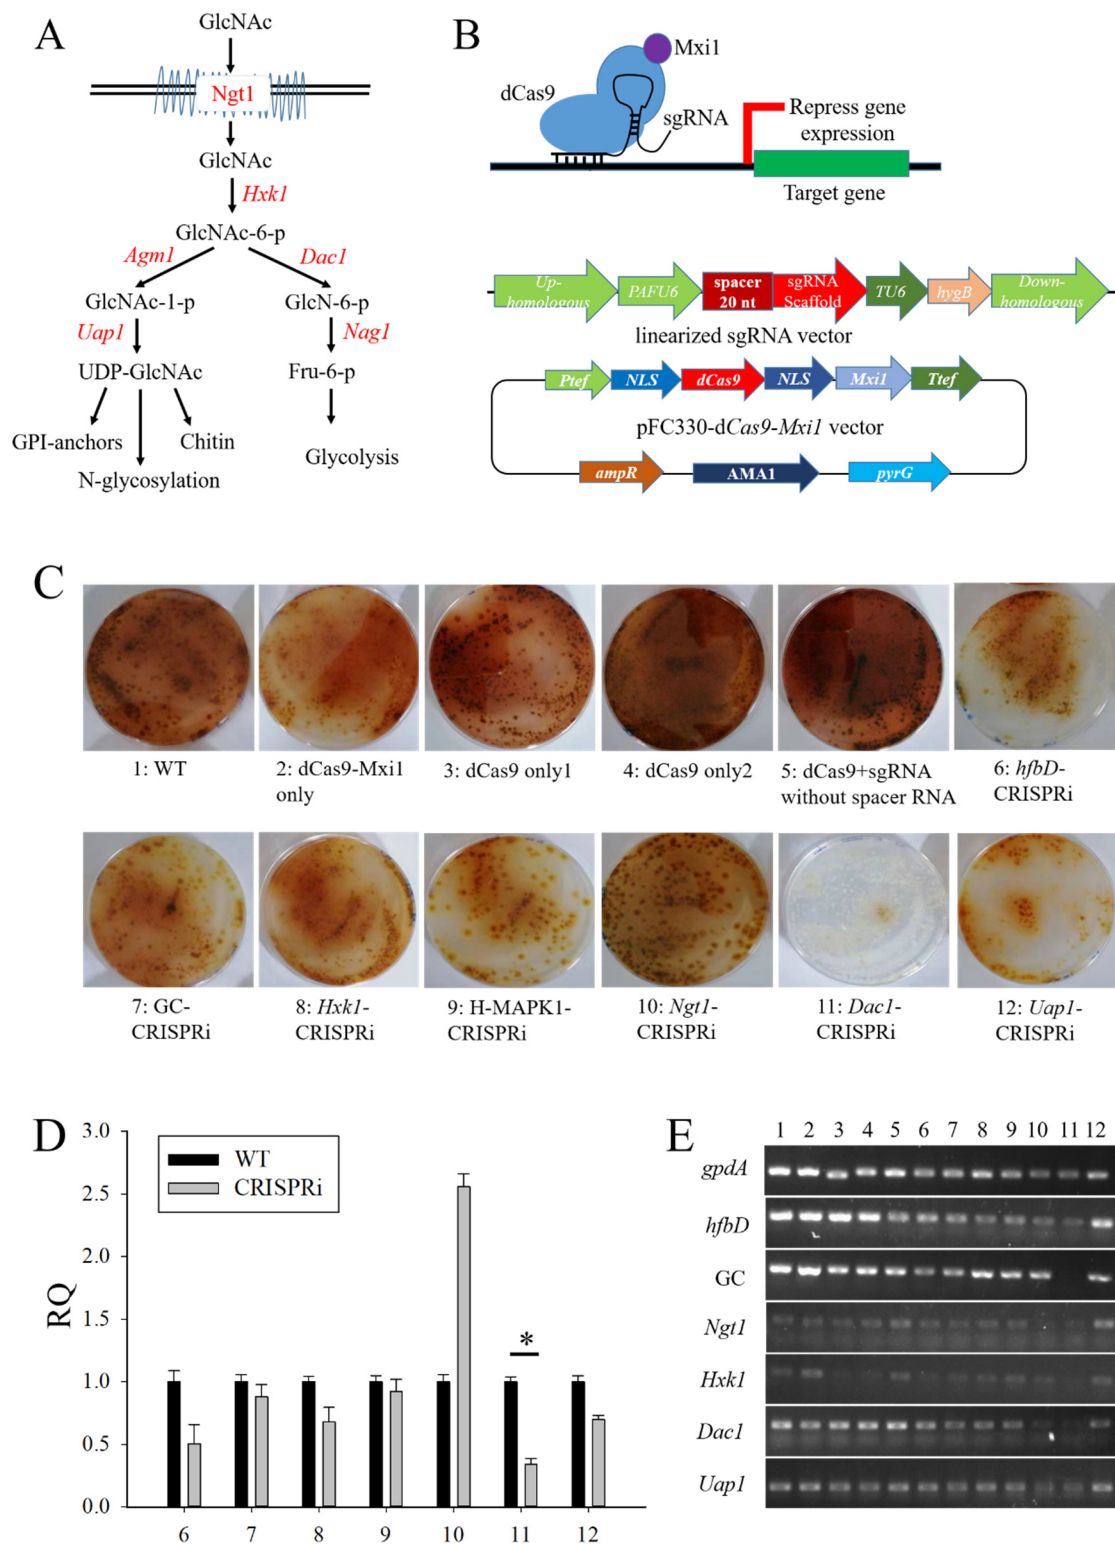 A
GlcNAc
Ngt1
GlcNAc
Hxk1
GlcNAc-6-p
Agm1
Dac1
GlcNAc-1-p
GlcN-6-p
Uap1
Nag1
UDP-GlcNAc
Fru-6-p
GPI-anchors
Chitin
Glycolysis
N-glycosylation
B
Mxi1
dCas9
sgRNA
Repress gene
expression
Target gene
Up-
homologous
PAFU6
spacer
20 nt
sgRNA
Scaffold
TU6
hygB
Down-
homologous
linearized sgRNA vector
Ptef
NLS
dCas9
NLS
Mxi1
Ttef
pFC330-dCas9-Mxi1 vector
ampR
AMA1
pyrG
C
1: WT
2: dCas9-Mxi1
only
3: dCas9 only1
4: dCas9 only2
5: dCas9+sgRNA
without spacer RNA
6: hfbD-
CRISPRi
7: GC-
CRISPRi
8: Hxk1-
CRISPRi
9: H-MAPK1-
CRISPRi
10: Ngt1-
CRISPRi
11: Dac1-
CRISPRi
12: Uap1-
CRISPRi
D
RQ
3.0
2.5
2.0
1.5
1.0
0.5
0.0
WT
CRISPRi
*
6 7 8 9 10 11 12
E
1 2 3 4 5 6 7 8 9 10 11 12
gpdA
hfbD
GC
Ngt1
Hxk1
Dac1
Uap1